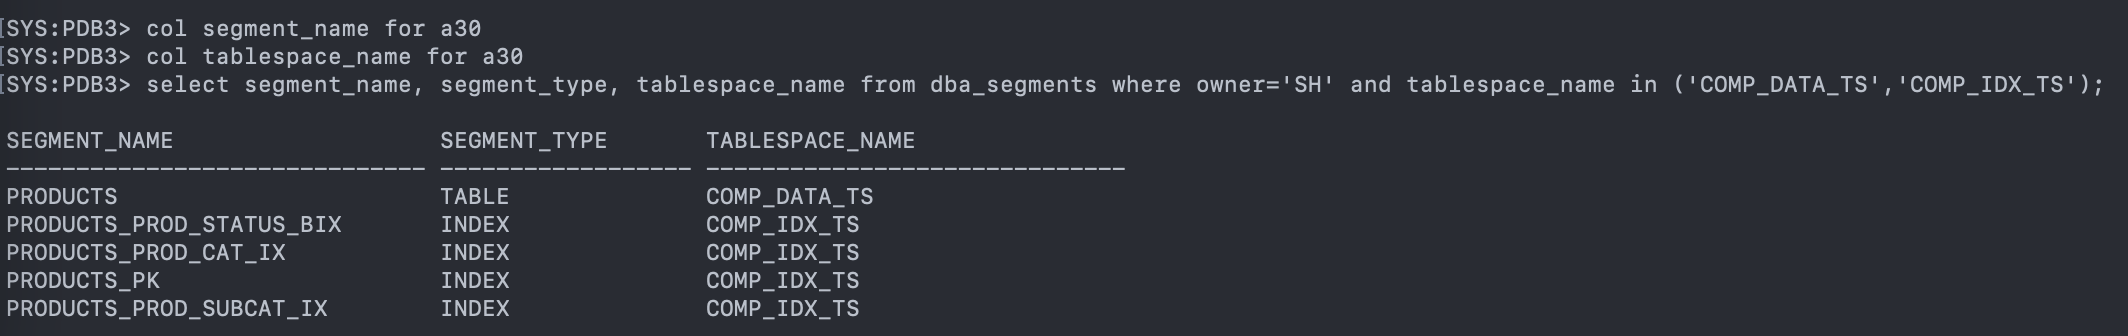 [SYS:PDB3> col segment_name for a30
[SYS:PDB3> col tablespace_name for a30
[SYS:PDB3> select segment_name, segment_type, tablespace_name from dba_segments where owner='SH' and tablespace_name in ('COMP_DATA_TS','COMP_IDX_TS');
SEGMENT_NAME                   SEGMENT_TYPE       TABLESPACE_NAME
------------------------------ ------------------ ------------------------------
PRODUCTS                       TABLE              COMP_DATA_TS
PRODUCTS_PROD_STATUS_BIX       INDEX              COMP_IDX_TS
PRODUCTS_PROD_CAT_IX           INDEX              COMP_IDX_TS
PRODUCTS_PK                    INDEX              COMP_IDX_TS
PRODUCTS_PROD_SUBCAT_IX        INDEX              COMP_IDX_TS